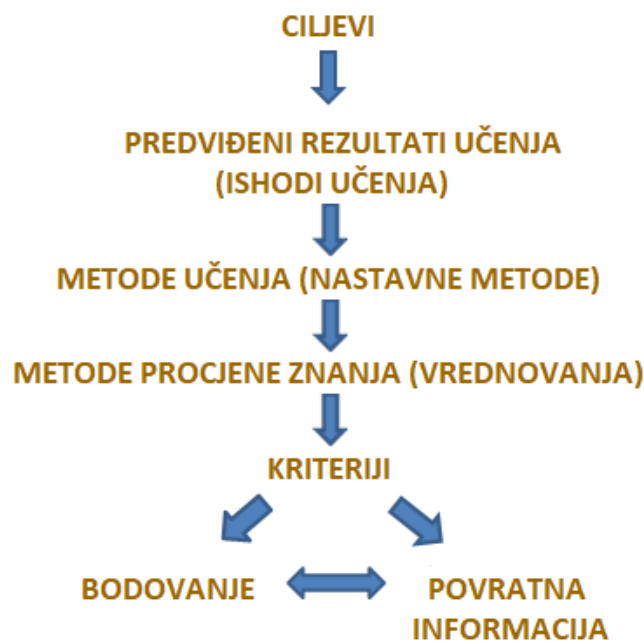 CILJEVI
PREDVIĐENI REZULTATI UČENJA
(ISHODI UČENJA)
METODE UČENJA (NASTAVNE METODE)
METODE PROCJENE ZNANJA (VREDNOVANJA)
KRITERIJI
BODOVANJE
POVRATNA
INFORMACIJA